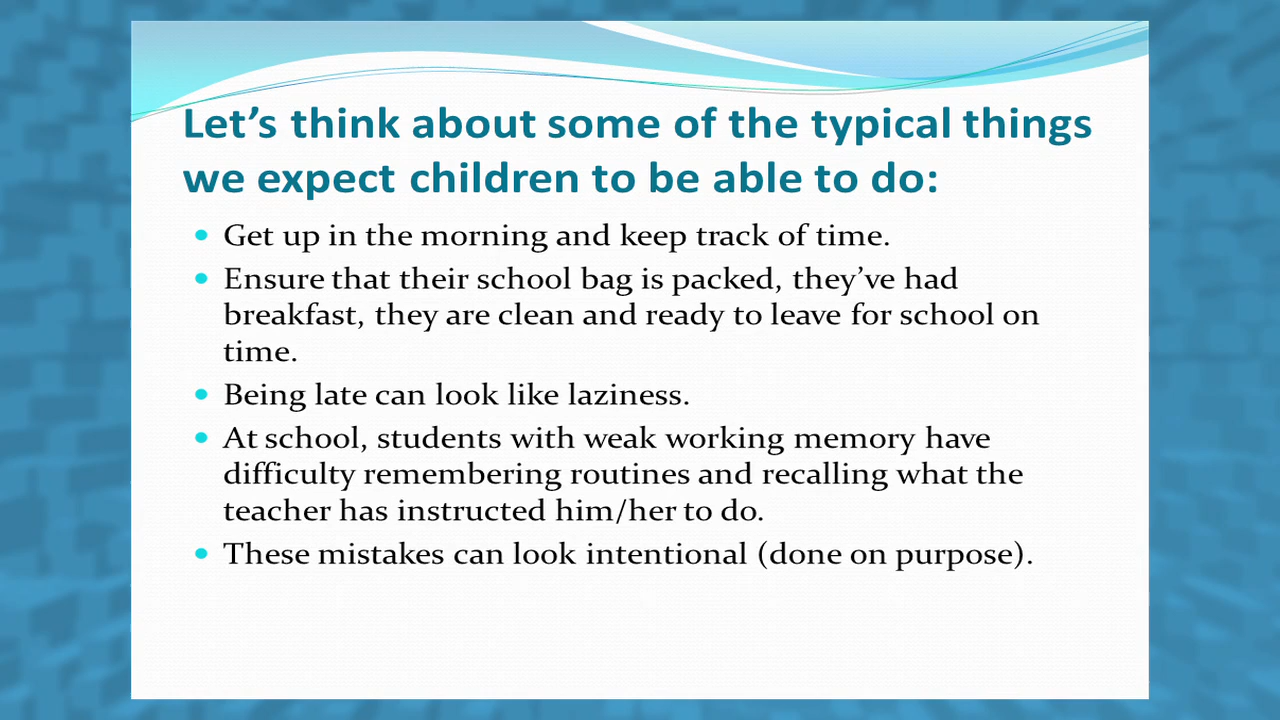 Let’s think about some of the typical things
we expect children to be able to do:
• Get up in the morning and keep track of time.
• Ensure that their school bag is packed, they’ve had
breakfast, they are clean and ready to leave for school on
time.
• Being late can look like laziness.
• At school, students with weak working memory have
difficulty remembering routines and recalling what the
teacher has instructed him/her to do.
• These mistakes can look intentional (done on purpose).